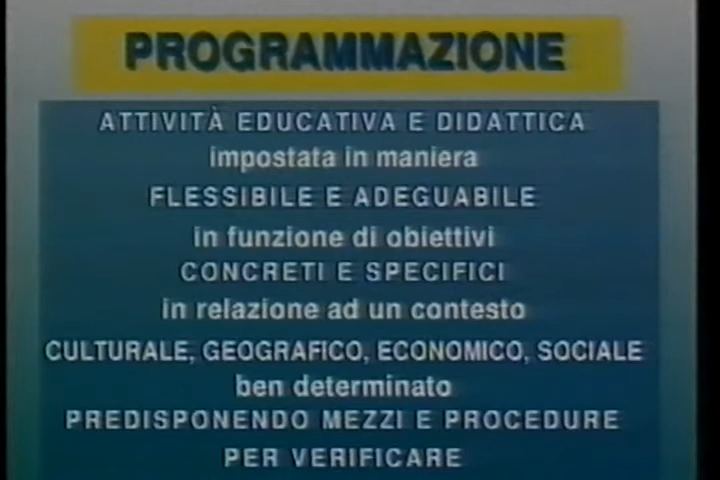 PROGRAMMAZIONE
ATTIVITÀ EDUCATIVA E DIDATTICA
impostata in maniera
FLESSIBILE E ADEGUABILE
in funzione di obiettivi
CONCRETI E SPECIFICI
in relazione ad un contesto
CULTURALE, GEOGRAFICO, ECONOMICO, SOCIALE
ben determinato
PREDISPONENDO MEZZI E PROCEDURE
PER VERIFICARE